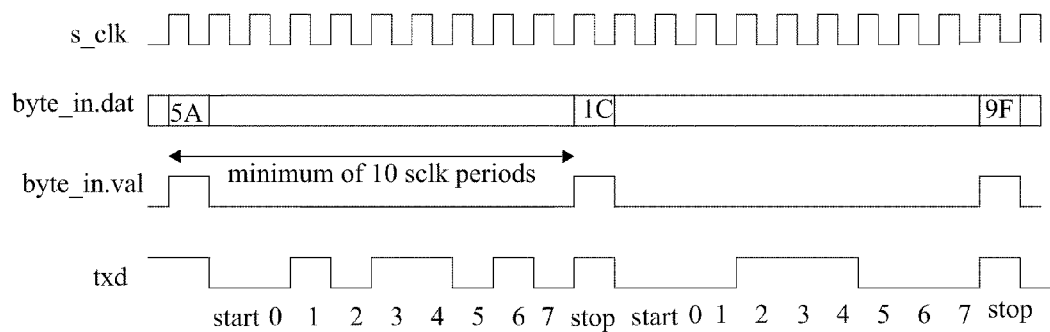 s_clk
byte_in.dat 5A 1C 9F
minimum of 10 sclk periods
byte_in.val
txd
start 0 1 2 3 4 5 6 7 stop start 0 1 2 3 4 5 6 7 stop